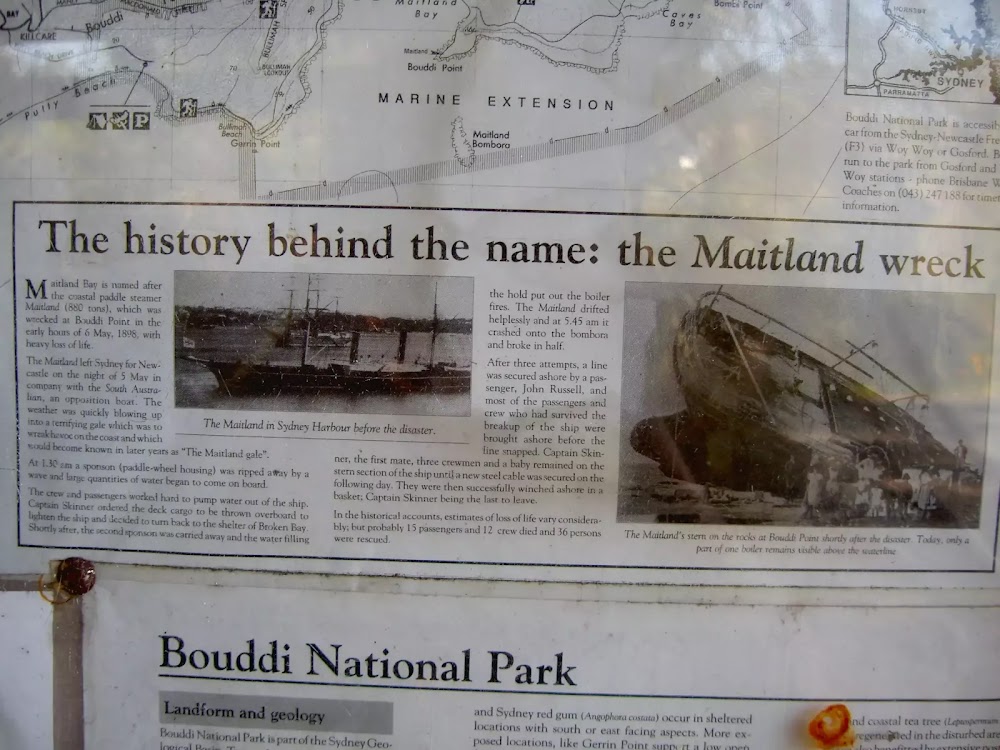 BAY
KILLCARE
Bouddi
Putty Beach
P
BULLIMAH
BULLIMAH
LOOKOUT
70
Bullimah
Beach
Gerrin Point
Maitland
Bay
Maitland
Bouddi Point
Caves
Bay
Bombi Point
MARINE EXTENSION
Maitland
Bombora
HORNSBY
SYDNEY
PARRAMATTA
Bouddi National Park is accessib
car from the Sydney-Newcastle Fre
(F3) via Woy Woy or Gosford. B
run to the park from Gosford and
Woy stations - phone Brisbane W
Coaches on (043) 247 188 for timet
information.
The history behind the name: the Maitland wreck
Maitland Bay is named after
the coastal paddle steamer
Maitland (880 tons), which was
wrecked at Bouddi Point in the
early hours of 6 May, 1898, with
heavy loss of life.
The Maitland left Sydney for New-
castle on the night of 5 May in
company with the South Austra-
lian, an opposition boat. The
weather was quickly blowing up
into a terrifying gale which was to
wreak havoc on the coast and which
would become known in later years as "The Maitland gale".
At 1.30 am a sponson (paddle-wheel housing) was ripped away by a
wave and large quantities of water began to come on board.
The crew and passengers worked hard to pump water out of the ship.
Captain Skinner ordered the deck cargo to be thrown overboard to
lighten the ship and decided to turn back to the shelter of Broken Bay.
Shortly after, the second sponson was carried away and the water filling
The Maitland in Sydney Harbour before the disaster.
the hold put out the boiler
fires. The Maitland drifted
helplessly and at 5.45 am it
crashed onto the bombora
and broke in half.
After three attempts, a line
was secured ashore by a pas-
senger, John Russell, and
most of the passengers and
crew who had survived the
breakup of the ship were
brought ashore before the
line snapped. Captain Skin-
ner, the first mate, three crewmen and a baby remained on the
stern section of the ship until a new steel cable was secured on the
following day. They were then successfully winched ashore in a
basket; Captain Skinner being the last to leave.
In the historical accounts, estimates of loss of life vary considera-
bly; but probably 15 passengers and 12 crew died and 36 persons
were rescued.
The Maitland's stern on the rocks at Bouddi Point shortly after the disaster. Today, only a
part of one boiler remains visible above the waterline
Bouddi National Park
Landform and geology
Bouddi National Park is part of the Sydney Geo-
logical Basin.
and Sydney red gum (Angophora costata) occur in sheltered
locations with south or east facing aspects. More ex-
posed locations, like Gerrin Point support a low open
nd coastal tea tree (Leptospermum
regenerated in the disturbed are